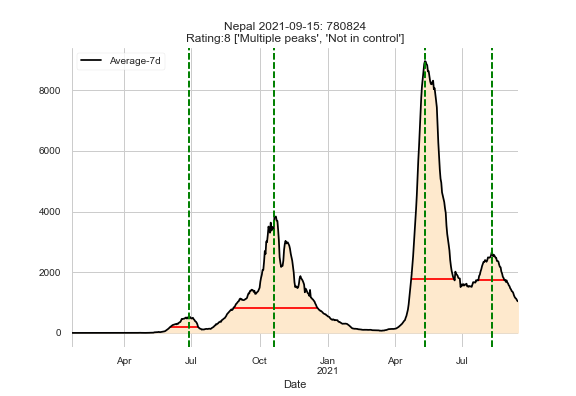 Nepal 2021-09-15: 780824
Rating:8 ['Multiple peaks', 'Not in control']
Average-7d
8000
6000
4000
2000
0
Apr
Jul
Oct
Jan
2021
Apr
Jul
Date